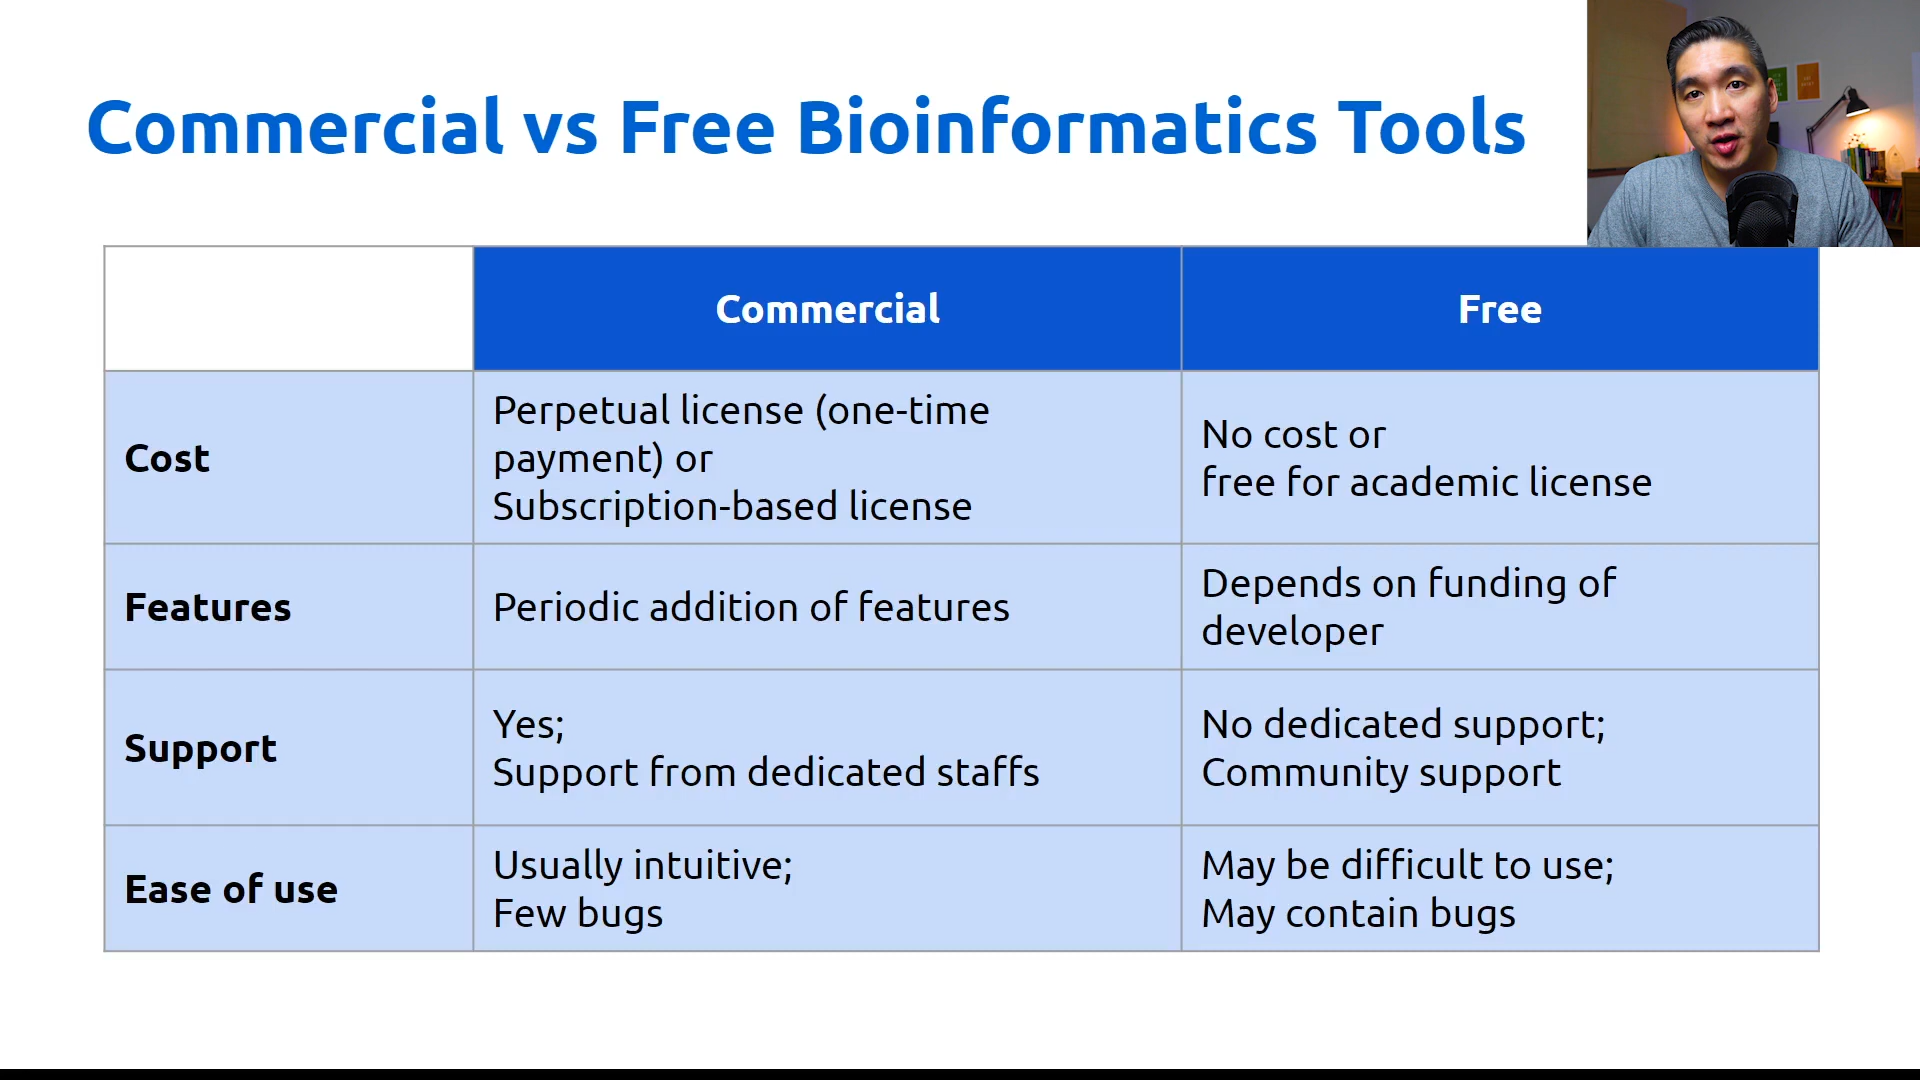 Commercial vs Free Bioinformatics Tools
Commercial
Free
Cost
Perpetual license (one-time
payment) or
Subscription-based license
No cost or
free for academic license
Features
Periodic addition of features
Depends on funding of
developer
Support
Yes;
Support from dedicated staffs
No dedicated support;
Community support
Ease of use
Usually intuitive;
Few bugs
May be difficult to use;
May contain bugs